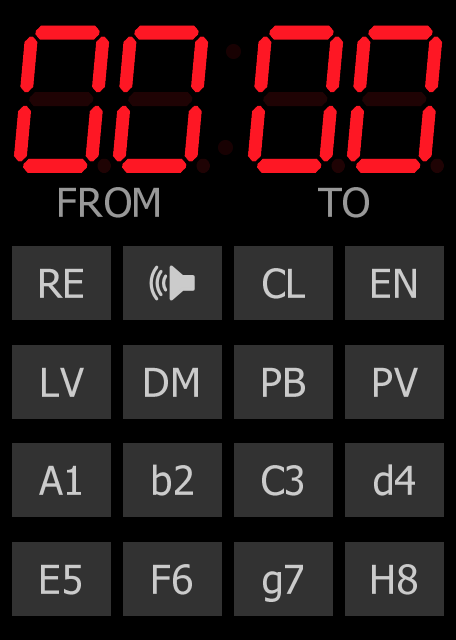 00 00
FROM TO
RE CL EN
LV DM PB PV
A1 b2 C3 d4
E5 F6 g7 H8